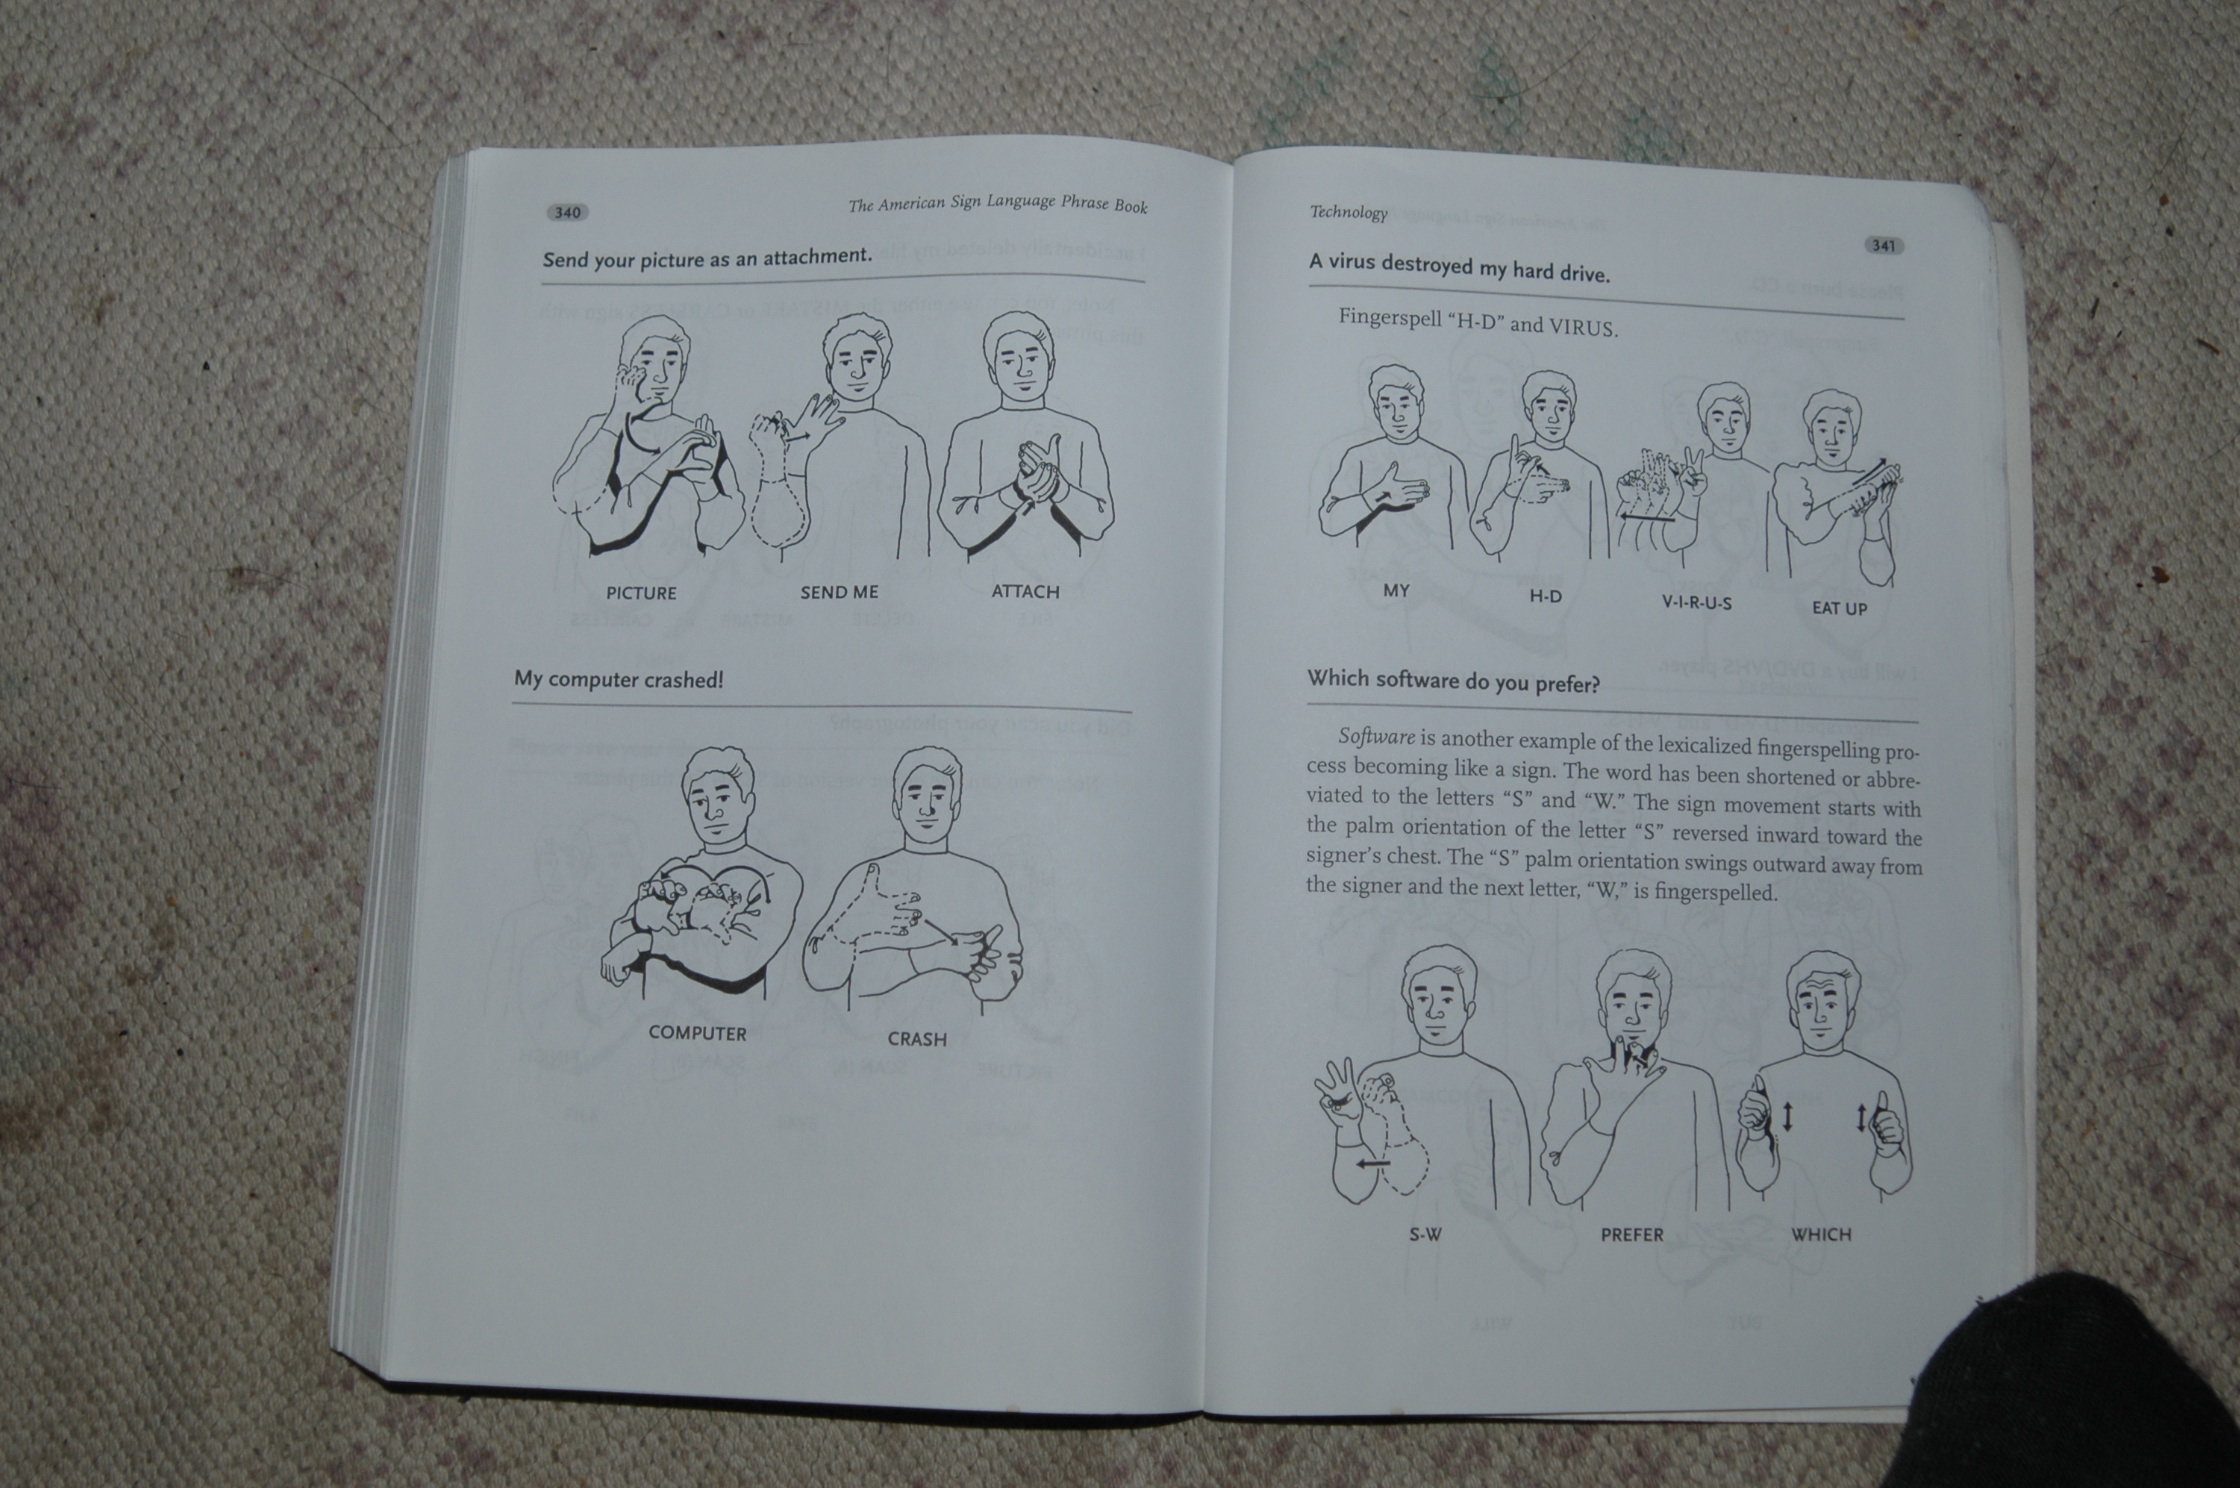 340
The American Sign Language Phrase Book
Send your picture as an attachment.
PICTURE
SEND ME
ATTACH
My computer crashed!
COMPUTER
CRASH
Technology
341
A virus destroyed my hard drive.
Fingerspell “H-D” and VIRUS.
MY
H-D
V-I-R-U-S
EAT UP
Which software do you prefer?
Software is another example of the lexicalized fingerspelling pro-
cess becoming like a sign. The word has been shortened or abbre-
viated to the letters “S” and “W.” The sign movement starts with
the palm orientation of the letter “S” reversed inward toward the
signer’s chest. The “S” palm orientation swings outward away from
the signer and the next letter, “W,” is fingerspelled.
S-W
PREFER
WHICH